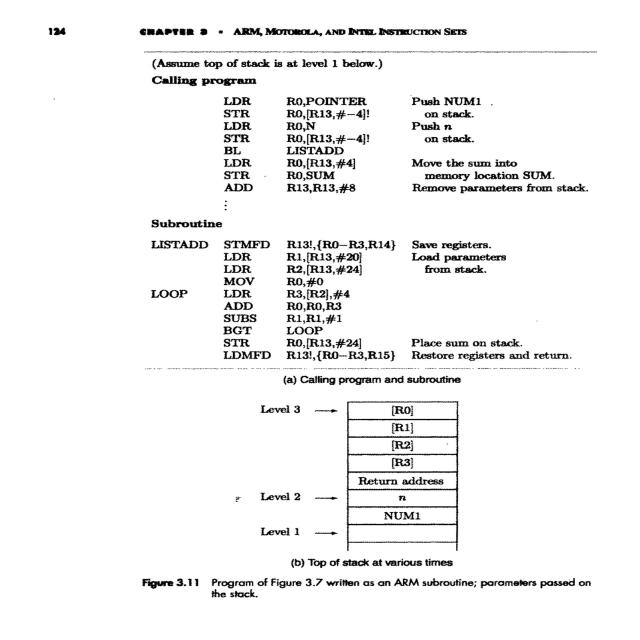 124 CHAPTER 3 • ARM, MOTOROLA, AND INTEL INSTRUCTION SETS
(Assume top of stack is at level 1 below.)
Calling program
LDR R0,POINTER Push NUM1
STR R0,[R13,#−4]! on stack.
LDR R0,N Push n
STR R0,[R13,#−4]! on stack.
BL LISTADD
LDR R0,[R13,#4] Move the sum into
STR R0,SUM memory location SUM.
ADD R13,R13,#8 Remove parameters from stack.
⋮
Subroutine
LISTADD STMFD R13!,{R0−R3,R14} Save registers.
LDR R1,[R13,#20] Load parameters
LDR R2,[R13,#24] from stack.
MOV R0,#0
LOOP LDR R3,[R2],#4
ADD R0,R0,R3
SUBS R1,R1,#1
BGT LOOP
STR R0,[R13,#24] Place sum on stack.
LDMFD R13!,{R0−R3,R15} Restore registers and return.
(a) Calling program and subroutine
Level 3 [R0]
[R1]
[R2]
[R3]
Return address
Level 2 n
NUM1
Level 1
(b) Top of stack at various times
Figure 3.11 Program of Figure 3.7 written as an ARM subroutine; parameters passed on
the stack.